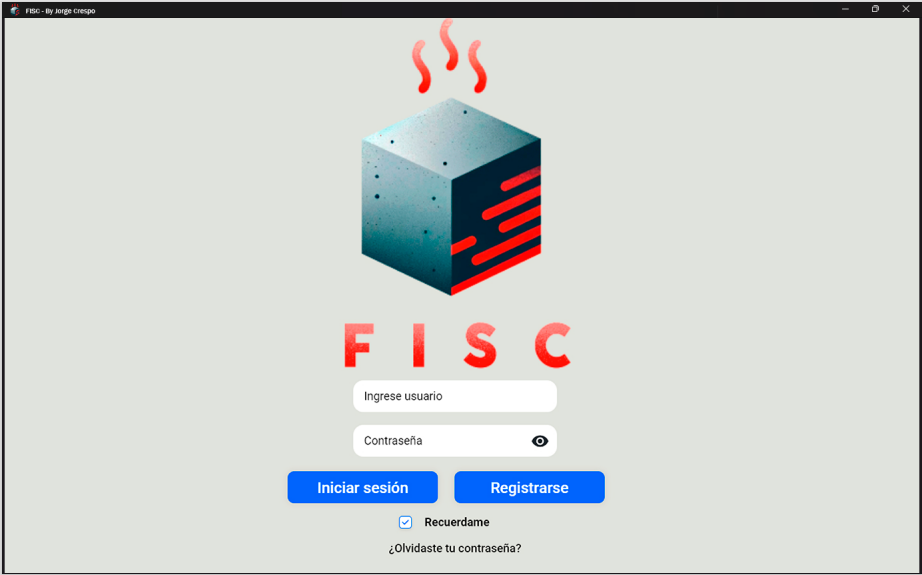 FISC - By Jorge Crespo
FISC
Ingrese usuario
Contraseña
Iniciar sesión
Registrarse
Recuerdame
¿Olvidaste tu contraseña?